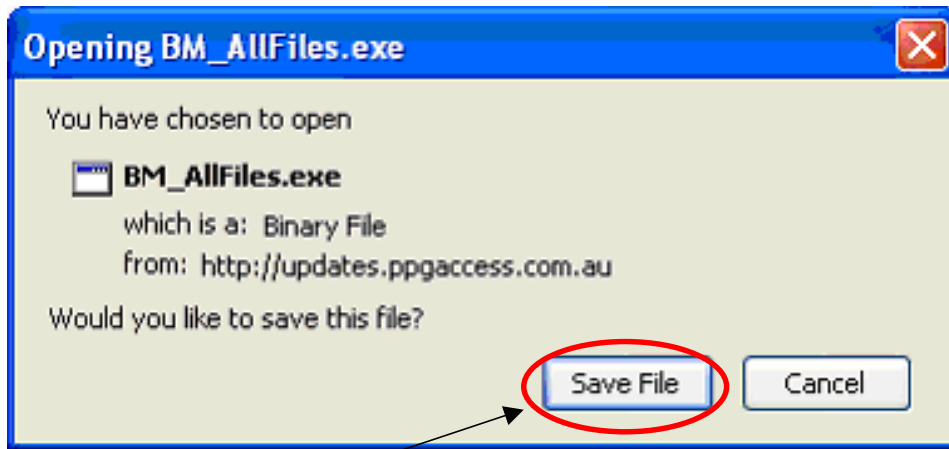 Opening BM_AllFiles.exe
You have chosen to open
BM_AllFiles.exe
which is a: Binary File
from: http://updates.ppgaccess.com.au
Would you like to save this file?
Save File Cancel